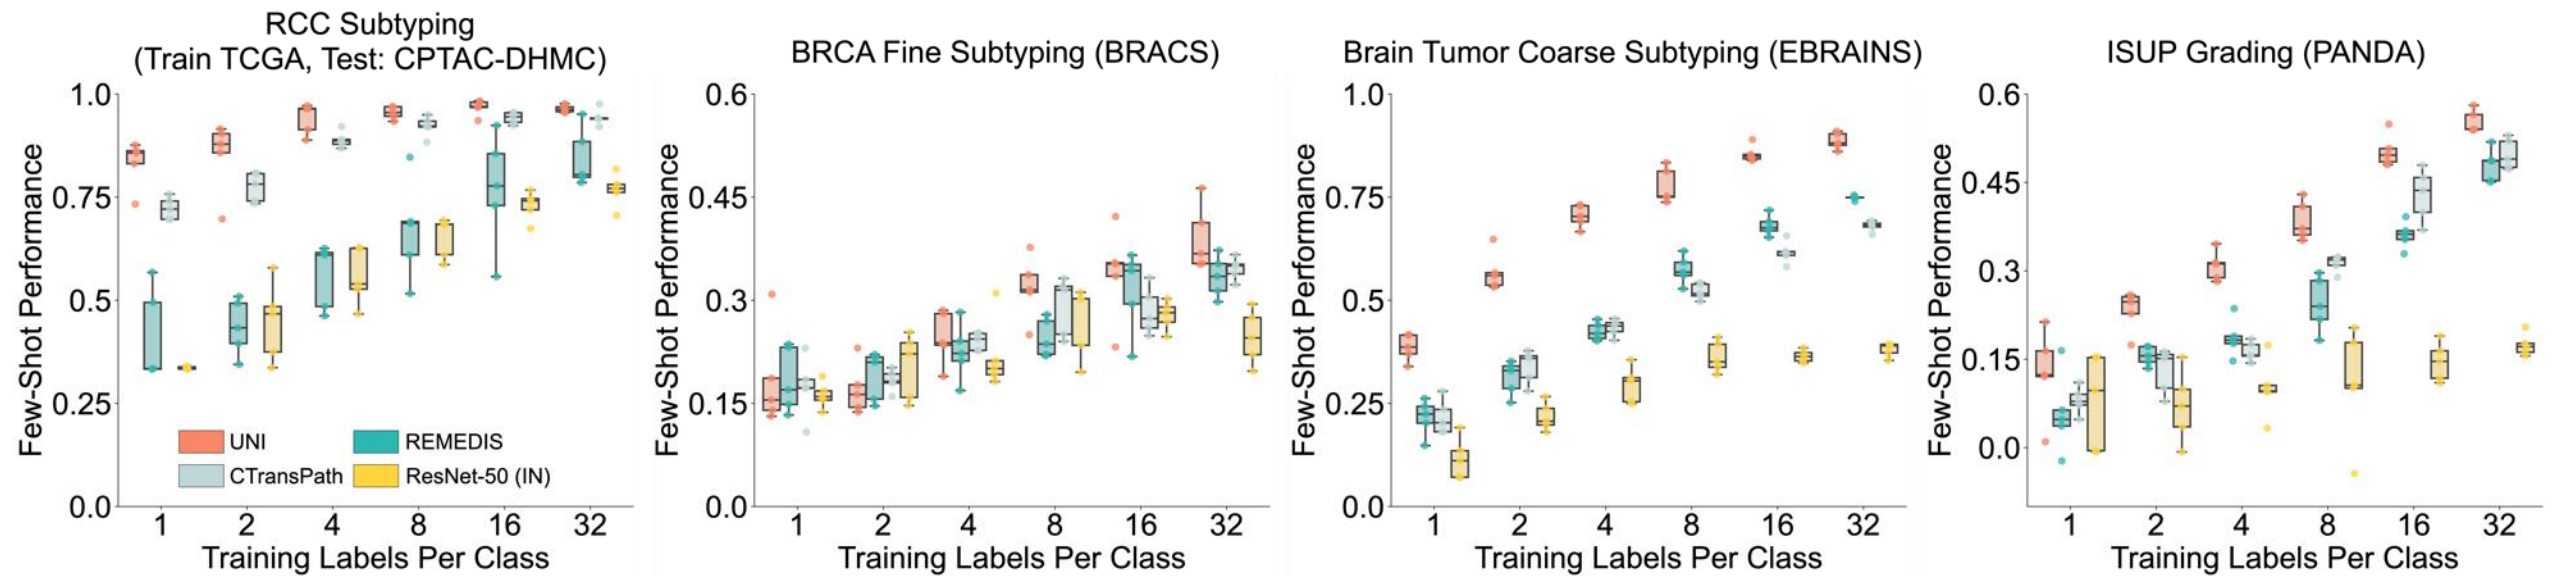 RCC Subtyping
(Train TCGA, Test: CPTAC-DHMC)
Few-Shot Performance
1.0
0.75
0.5
0.25
0.0
UNI
REMEDIS
CTransPath
ResNet-50 (IN)
1 2 4 8 16 32
Training Labels Per Class
BRCA Fine Subtyping (BRACS)
Few-Shot Performance
0.6
0.45
0.3
0.15
0.0
1 2 4 8 16 32
Training Labels Per Class
Brain Tumor Coarse Subtyping (EBRAINS)
Few-Shot Performance
1.0
0.75
0.5
0.25
0.0
1 2 4 8 16 32
Training Labels Per Class
ISUP Grading (PANDA)
Few-Shot Performance
0.6
0.45
0.3
0.15
0.0
1 2 4 8 16 32
Training Labels Per Class